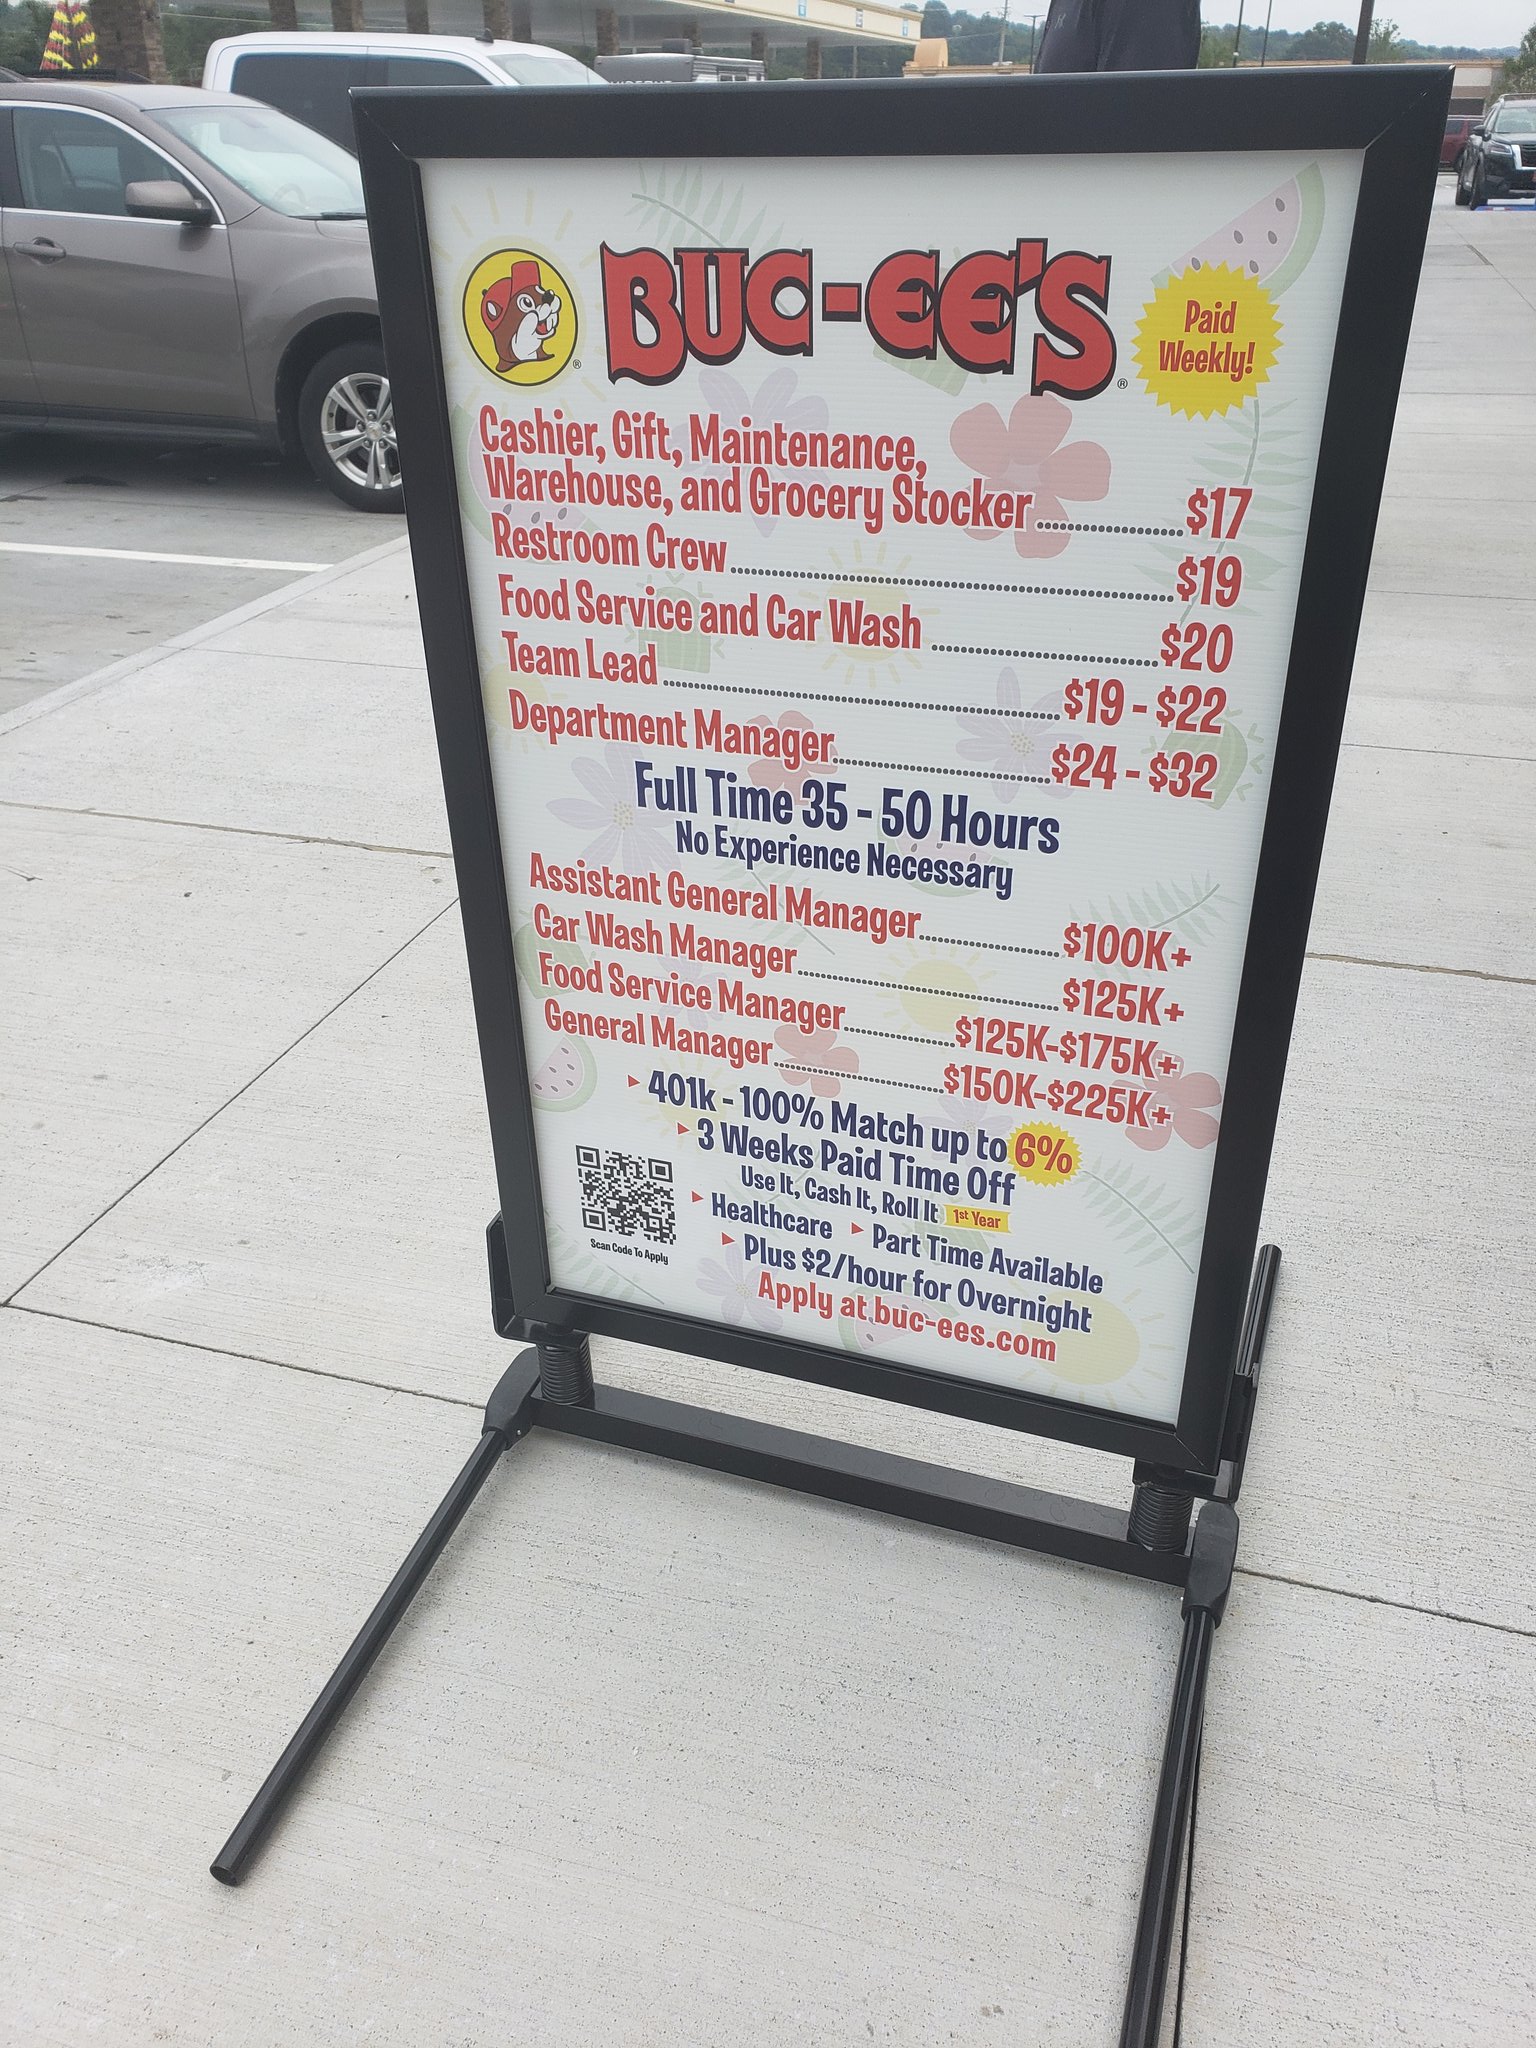 BUC-EE'S
Paid
Weekly!
Cashier, Gift, Maintenance,
Warehouse, and Grocery Stocker........................$17
Restroom Crew........................$19
Food Service and Car Wash ........................$20
Team Lead........................$19 - $22
Department Manager........................$24 - $32
Full Time 35 - 50 Hours
No Experience Necessary
Assistant General Manager........................$100K+
Car Wash Manager........................$125K+
Food Service Manager........................$125K-$175K+
General Manager........................$150K-$225K+
401k - 100% Match up to 6%
3 Weeks Paid Time Off
Use It, Cash It, Roll It 1st Year
Healthcare Part Time Available
Plus $2/hour for Overnight
Apply at buc-ees.com
Scan Code To Apply